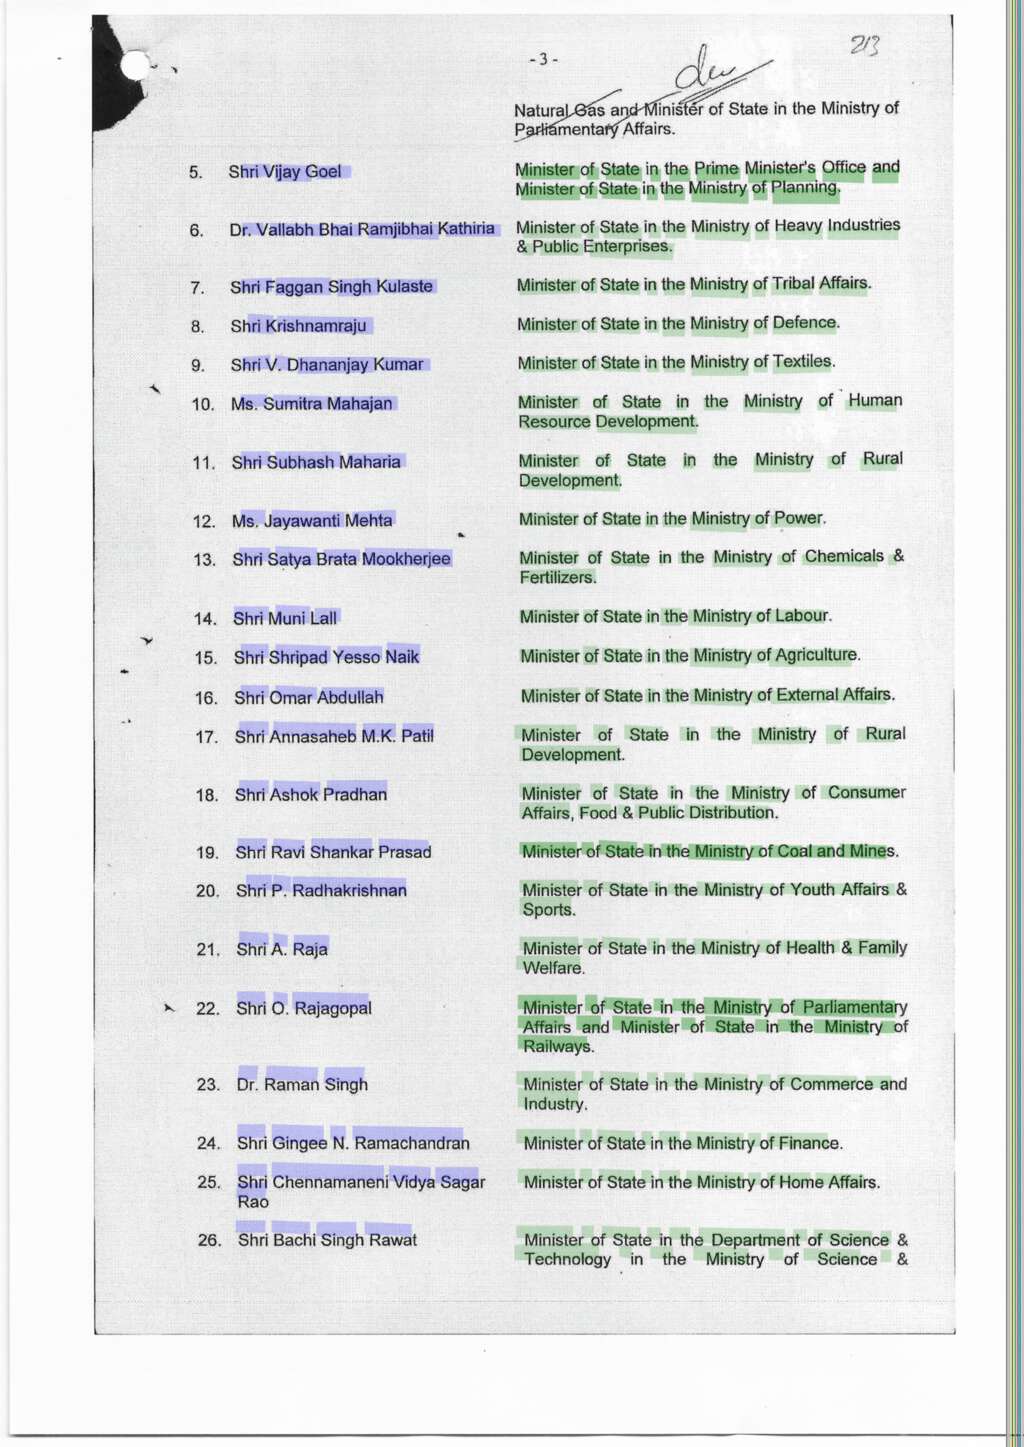 - 3 -
213
Natural Gas and Minister of State in the Ministry of
Parliamentary Affairs.
5. Shri Vijay Goel Minister of State in the Prime Minister's Office and
Minister of State in the Ministry of Planning.
6. Dr. Vallabh Bhai Ramjibhai Kathiria Minister of State in the Ministry of Heavy Industries
& Public Enterprises.
7. Shri Faggan Singh Kulaste Minister of State in the Ministry of Tribal Affairs.
8. Shri Krishnamraju Minister of State in the Ministry of Defence.
9. Shri V. Dhananjay Kumar Minister of State in the Ministry of Textiles.
10. Ms. Sumitra Mahajan Minister of State in the Ministry of Human
Resource Development.
11. Shri Subhash Maharia Minister of State in the Ministry of Rural
Development.
12. Ms. Jayawanti Mehta Minister of State in the Ministry of Power.
13. Shri Satya Brata Mookherjee Minister of State in the Ministry of Chemicals &
Fertilizers.
14. Shri Muni Lall Minister of State in the Ministry of Labour.
15. Shri Shripad Yesso Naik Minister of State in the Ministry of Agriculture.
16. Shri Omar Abdullah Minister of State in the Ministry of External Affairs.
17. Shri Annasaheb M.K. Patil Minister of State in the Ministry of Rural
Development.
18. Shri Ashok Pradhan Minister of State in the Ministry of Consumer
Affairs, Food & Public Distribution.
19. Shri Ravi Shankar Prasad Minister of State in the Ministry of Coal and Mines.
20. Shri P. Radhakrishnan Minister of State in the Ministry of Youth Affairs &
Sports.
21. Shri A. Raja Minister of State in the Ministry of Health & Family
Welfare.
22. Shri O. Rajagopal Minister of State in the Ministry of Parliamentary
Affairs and Minister of State in the Ministry of
Railways.
23. Dr. Raman Singh Minister of State in the Ministry of Commerce and
Industry.
24. Shri Gingee N. Ramachandran Minister of State in the Ministry of Finance.
25. Shri Chennamaneni Vidya Sagar Minister of State in the Ministry of Home Affairs.
Rao
26. Shri Bachi Singh Rawat Minister of State in the Department of Science &
Technology in the Ministry of Science &